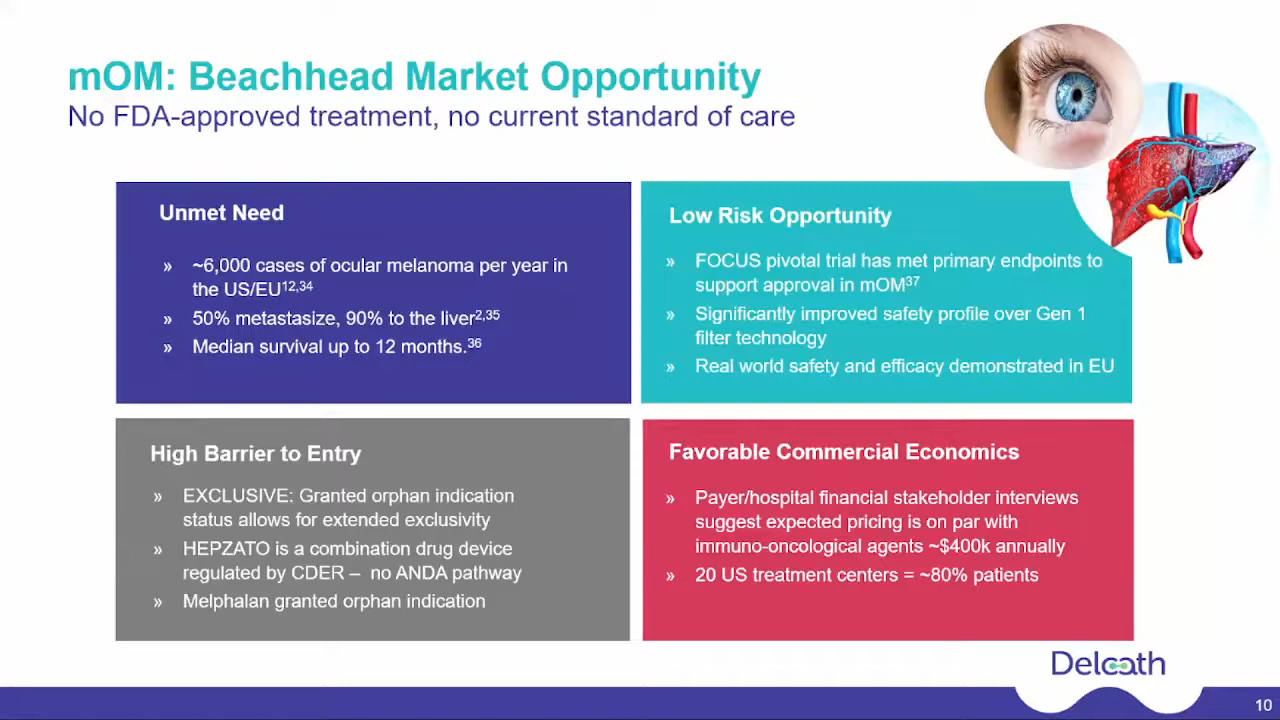 mOM: Beachhead Market Opportunity
No FDA-approved treatment, no current standard of care
Unmet Need
» ~6,000 cases of ocular melanoma per year in
the US/EU12,34
» 50% metastasize, 90% to the liver2,35
» Median survival up to 12 months.36
Low Risk Opportunity
» FOCUS pivotal trial has met primary endpoints to
support approval in mOM37
» Significantly improved safety profile over Gen 1
filter technology
» Real world safety and efficacy demonstrated in EU
High Barrier to Entry
» EXCLUSIVE: Granted orphan indication
status allows for extended exclusivity
» HEPZATO is a combination drug device
regulated by CDER – no ANDA pathway
» Melphalan granted orphan indication
Favorable Commercial Economics
» Payer/hospital financial stakeholder interviews
suggest expected pricing is on par with
immuno-oncological agents ~$400k annually
» 20 US treatment centers = ~80% patients
Delcath
10